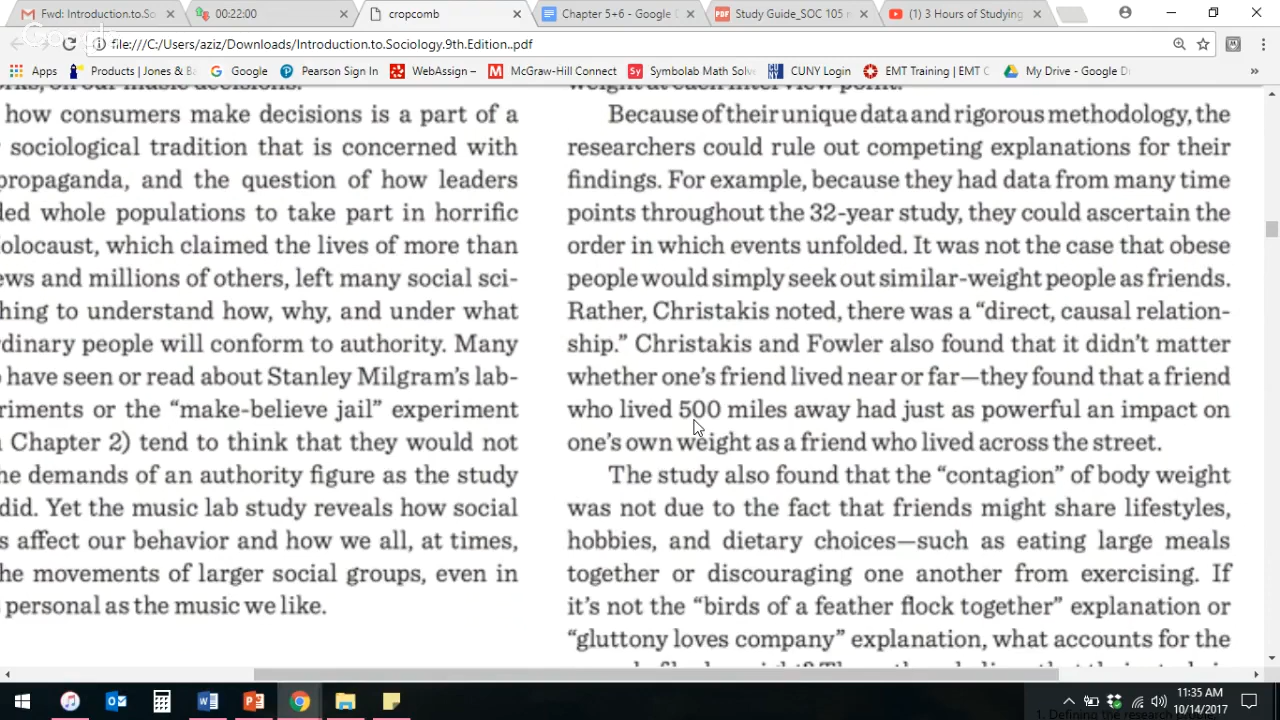 Fwd: Introduction.to.So
00:22:00
cropcomb
Chapter 5+6 - Google
Study Guide_SOC 105
(1) 3 Hours of Studying
Google
file:///C:/Users/aziz/Downloads/Introduction.to.Sociology.9th.Edition..pdf
Apps
Products | Jones & Ba
Google
Person Sign In
WebAssign -
McGraw-Hill Connect
Symbolab Math Solve
CUNY Login
EMT Training | EMT C
My Drive - Google Dr
»
how consumers make decisions is a part of a
sociological tradition that is concerned with
propaganda, and the question of how leaders
ded whole populations to take part in horrific
olocaust, which claimed the lives of more than
ews and millions of others, left many social sci-
hing to understand how, why, and under what
rdinary people will conform to authority. Many
have seen or read about Stanley Milgram's lab-
riments or the “make-believe jail” experiment
Chapter 2) tend to think that they would not
he demands of an authority figure as the study
did. Yet the music lab study reveals how social
s affect our behavior and how we all, at times,
he movements of larger social groups, even in
personal as the music we like.
Because of their unique data and rigorous methodology, the
researchers could rule out competing explanations for their
findings. For example, because they had data from many time
points throughout the 32-year study, they could ascertain the
order in which events unfolded. It was not the case that obese
people would simply seek out similar-weight people as friends.
Rather, Christakis noted, there was a “direct, causal relation-
ship.” Christakis and Fowler also found that it didn't matter
whether one's friend lived near or far—they found that a friend
who lived 500 miles away had just as powerful an impact on
one's own weight as a friend who lived across the street.
The study also found that the “contagion” of body weight
was not due to the fact that friends might share lifestyles,
hobbies, and dietary choices—such as eating large meals
together or discouraging one another from exercising. If
it's not the “birds of a feather flock together” explanation or
“gluttony loves company” explanation, what accounts for the
11:35 AM
10/14/2017
1. Defining the research